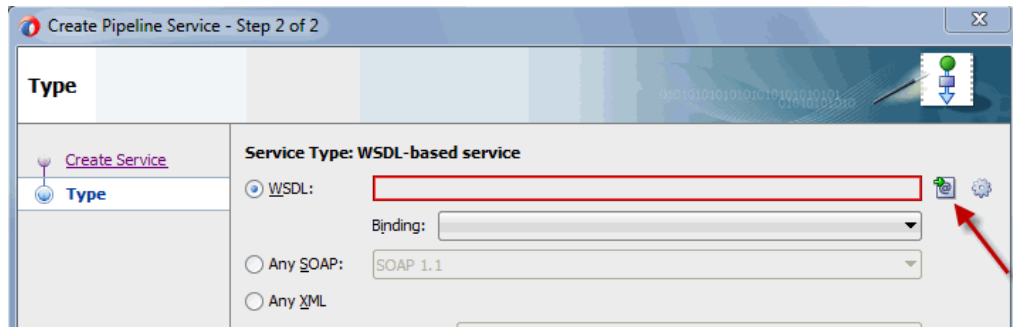 Create Pipeline Service - Step 2 of 2
Type
Create Service
Type
Service Type: WSDL-based service
WSDL:
Binding:
Any SOAP: SOAP 1.1
Any XML